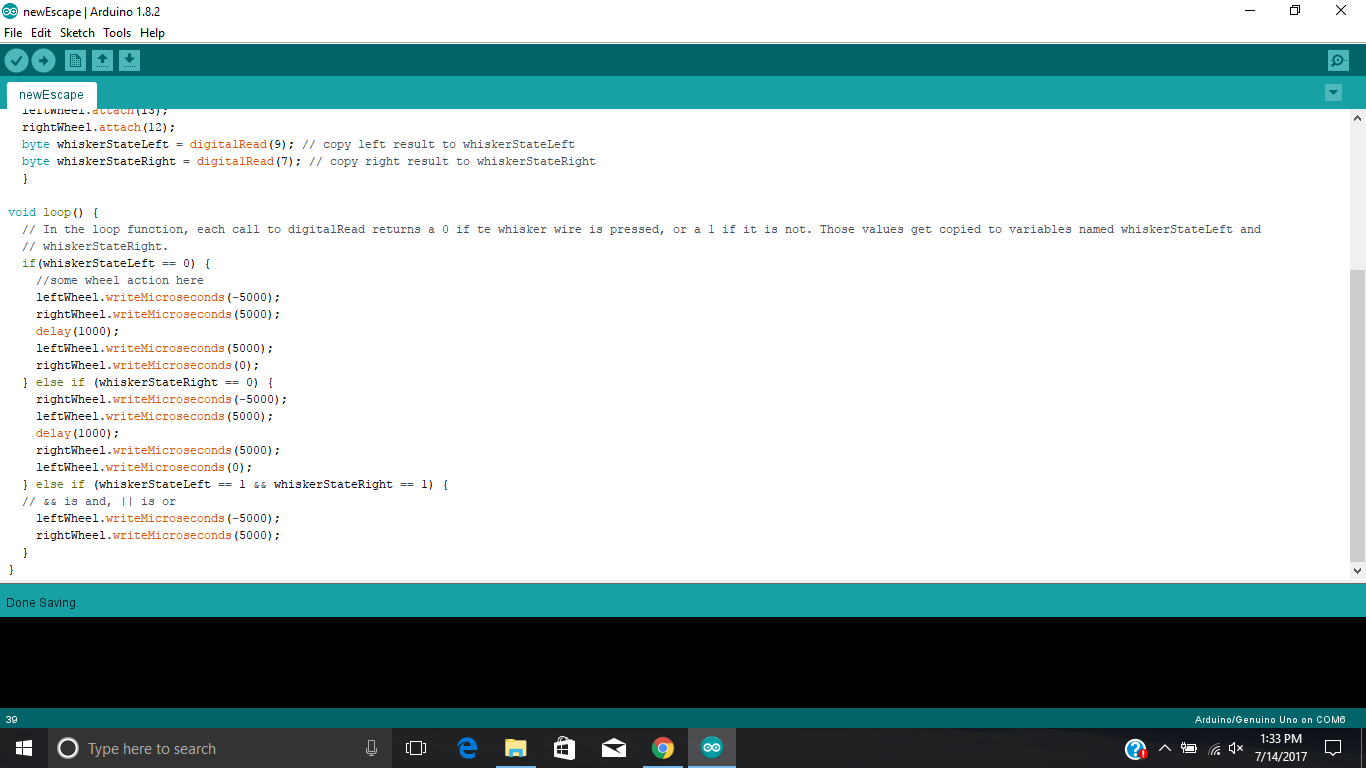 newEscape | Arduino 1.8.2
File Edit Sketch Tools Help
newEscape
leftWheel.attach(13);
rightWheel.attach(12);
byte whiskerStateLeft = digitalRead(9); // copy left result to whiskerStateLeft
byte whiskerStateRight = digitalRead(7); // copy right result to whiskerStateRight
}
void loop() {
// In the loop function, each call to digitalRead returns a 0 if te whisker wire is pressed, or a 1 if it is not. Those values get copied to variables named whiskerStateLeft and
// whiskerStateRight.
if(whiskerStateLeft == 0) {
//some wheel action here
leftWheel.writeMicroseconds(-5000);
rightWheel.writeMicroseconds(5000);
delay(1000);
leftWheel.writeMicroseconds(5000);
rightWheel.writeMicroseconds(0);
} else if (whiskerStateRight == 0) {
rightWheel.writeMicroseconds(-5000);
leftWheel.writeMicroseconds(5000);
delay(1000);
rightWheel.writeMicroseconds(5000);
leftWheel.writeMicroseconds(0);
} else if (whiskerStateLeft == 1 && whiskerStateRight == 1) {
// && is and, || is or
leftWheel.writeMicroseconds(-5000);
rightWheel.writeMicroseconds(5000);
}
}
Done Saving.
39 Arduino/Genuino Uno on COM6
Type here to search
1:33 PM
7/14/2017